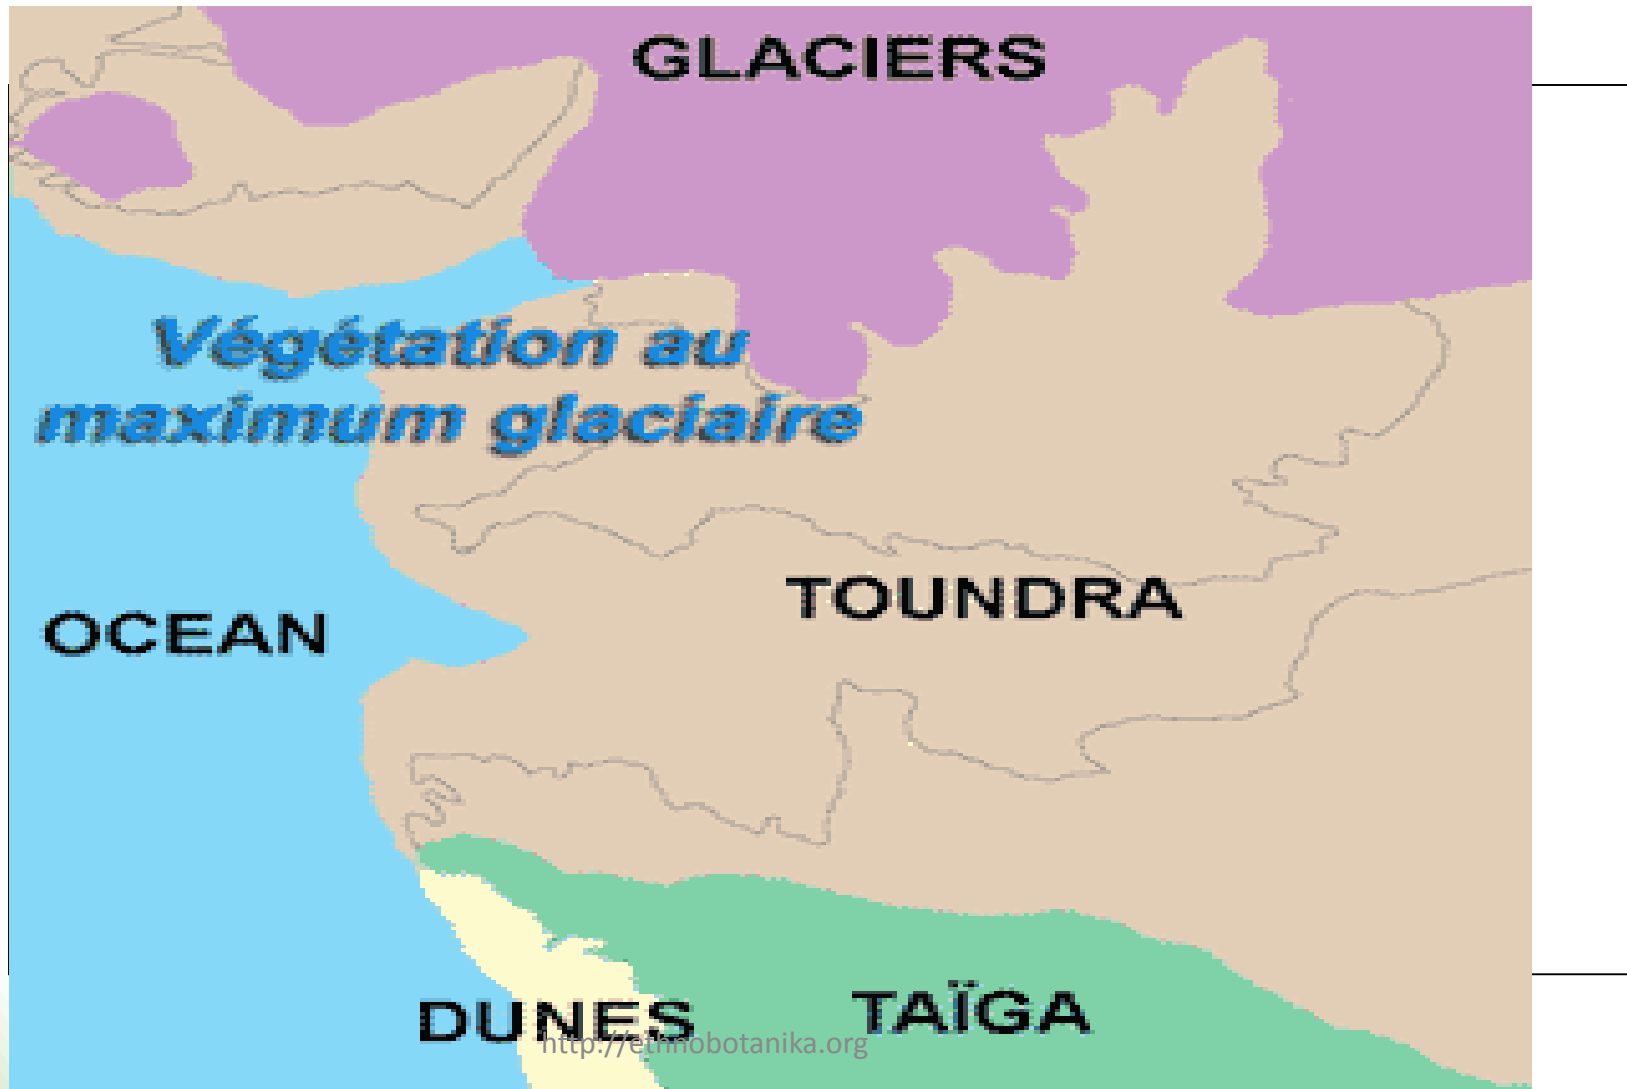 GLACIERS
Végétation au
maximum glaciaire
TOUNDRA
OCEAN
DUNES
TAÏGA
http://ethnobotanika.org